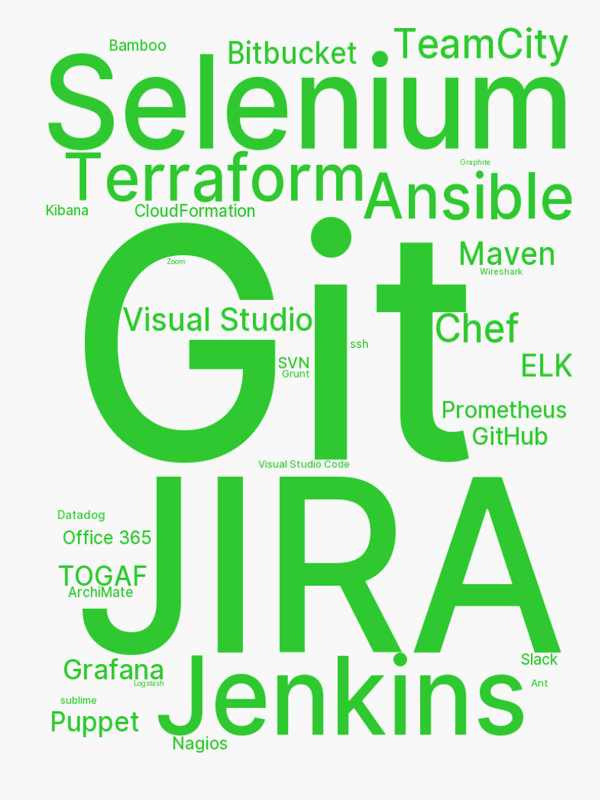 TeamCity
Bamboo
Bitbucket
Selenium
Terraform
Graphite
Ansible
Kibana
CloudFormation
Git
Maven
Zoom
Wireshark
Visual Studio
Chef
ssh
SVN
ELK
Grunt
Prometheus
GitHub
Visual Studio Code
JIRA
Datadog
Office 365
TOGAF
ArchiMate
Slack
Grafana
Logstash
Ant
Jenkins
sublime
Puppet
Nagios